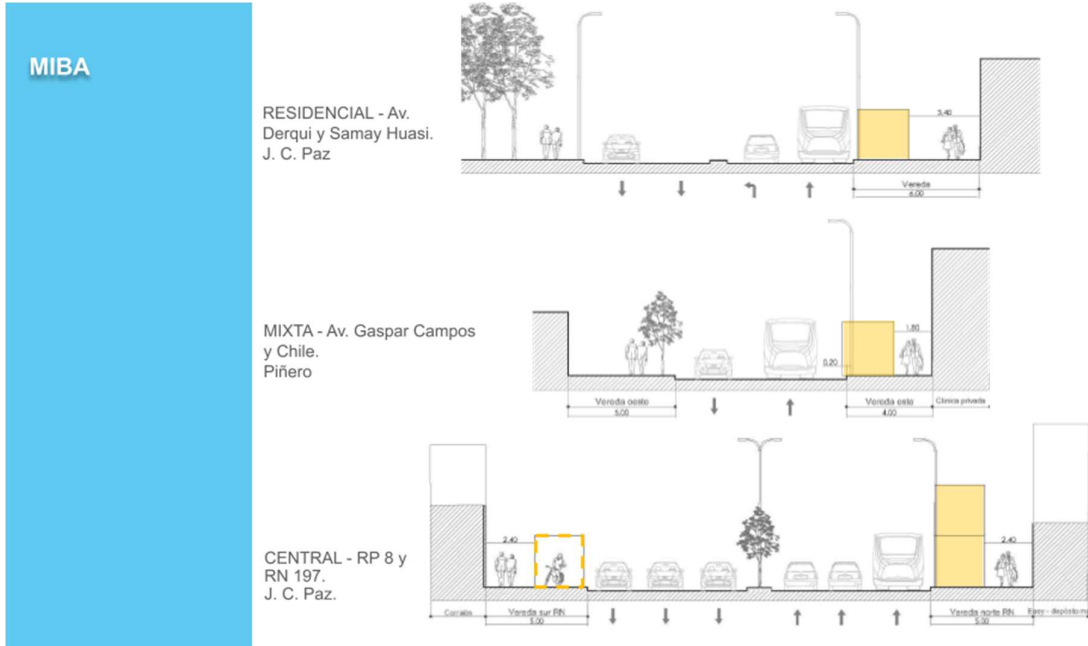 MIBA
RESIDENCIAL - Av.
Derqui y Samay Huasi.
J. C. Paz
3,40
Vereda
6,00
MIXTA - Av. Gaspar Campos
y Chile.
Piñero
1,80
0,20
Vereda oeste
5,00
Vereda este
4,00
Clínica privada
CENTRAL - RP 8 y
RN 197.
J. C. Paz.
2,40
2,40
Corralón
Vereda sur RN
5,00
Vereda norte RN
5,00
Easy - depósito